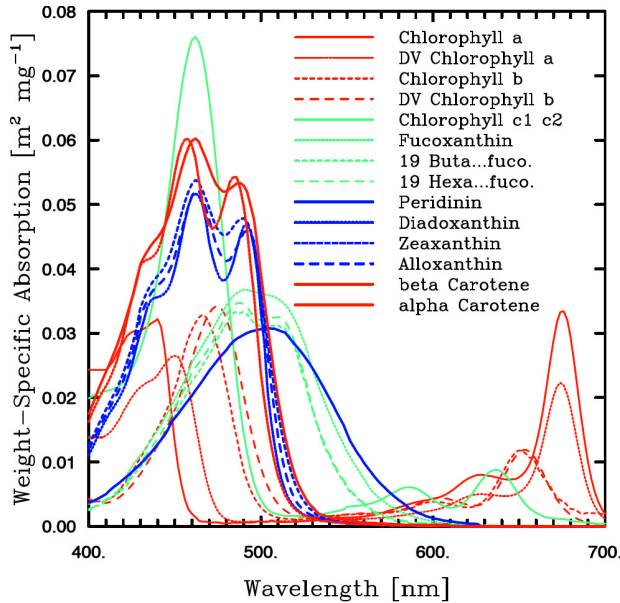 0.08
0.07
0.06
0.05
0.04
0.03
0.02
0.01
0.00
Weight-Specific Absorption [m² mg⁻¹]
Chlorophyll a
DV Chlorophyll a
Chlorophyll b
DV Chlorophyll b
Chlorophyll c1 c2
Fucoxanthin
19 Buta...fuco.
19 Hexa...fuco.
Peridinin
Diadoxanthin
Zeaxanthin
Alloxanthin
beta Carotene
alpha Carotene
400. 500. 600. 700.
Wavelength [nm]